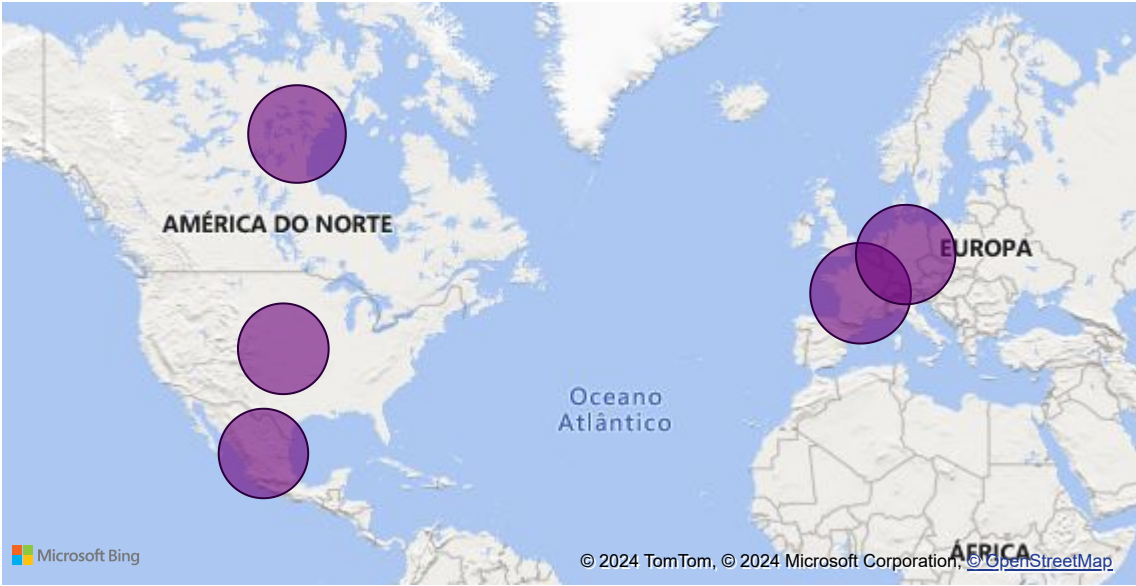 AMÉRICA DO NORTE
EUROPA
Oceano
Atlântico
ÁFRICA
Microsoft Bing
© 2024 TomTom, © 2024 Microsoft Corporation, © OpenStreetMap